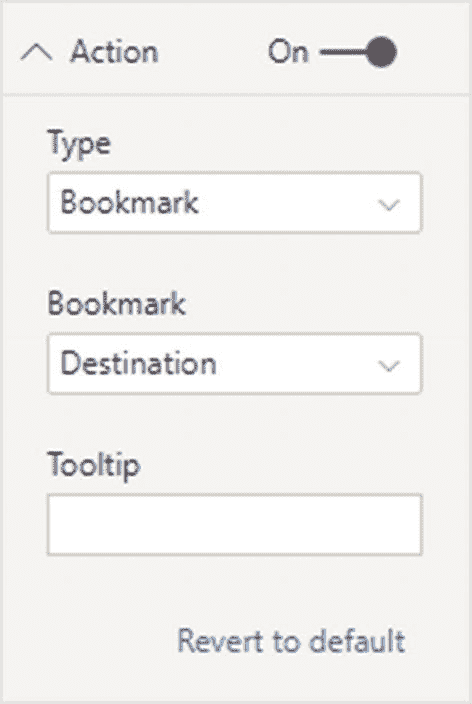 Action On
Type
Bookmark
Bookmark
Destination
Tooltip
Revert to default